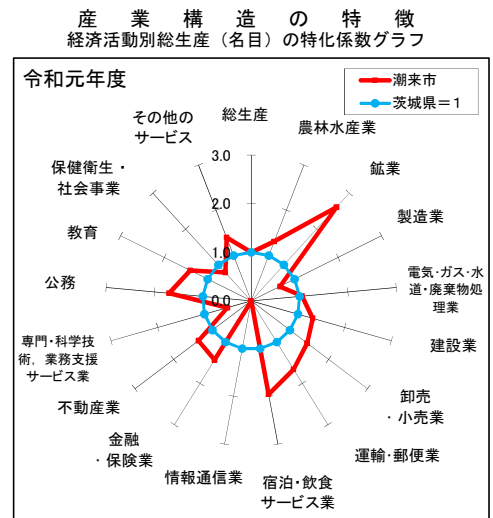 産業構造の特徴
経済活動別総生産（名目）の特化係数グラフ
令和元年度
潮来市
茨城県＝１
総生産
農林水産業
鉱業
製造業
電気･ガス･水
道･廃棄物処
理業
建設業
卸売
・小売業
運輸･郵便業
宿泊･飲食
サービス業
情報通信業
金融
・保険業
不動産業
専門・科学技
術，業務支援
サービス業
公務
教育
保健衛生・
社会事業
その他の
サービス
3.0
2.0
1.0
0.0